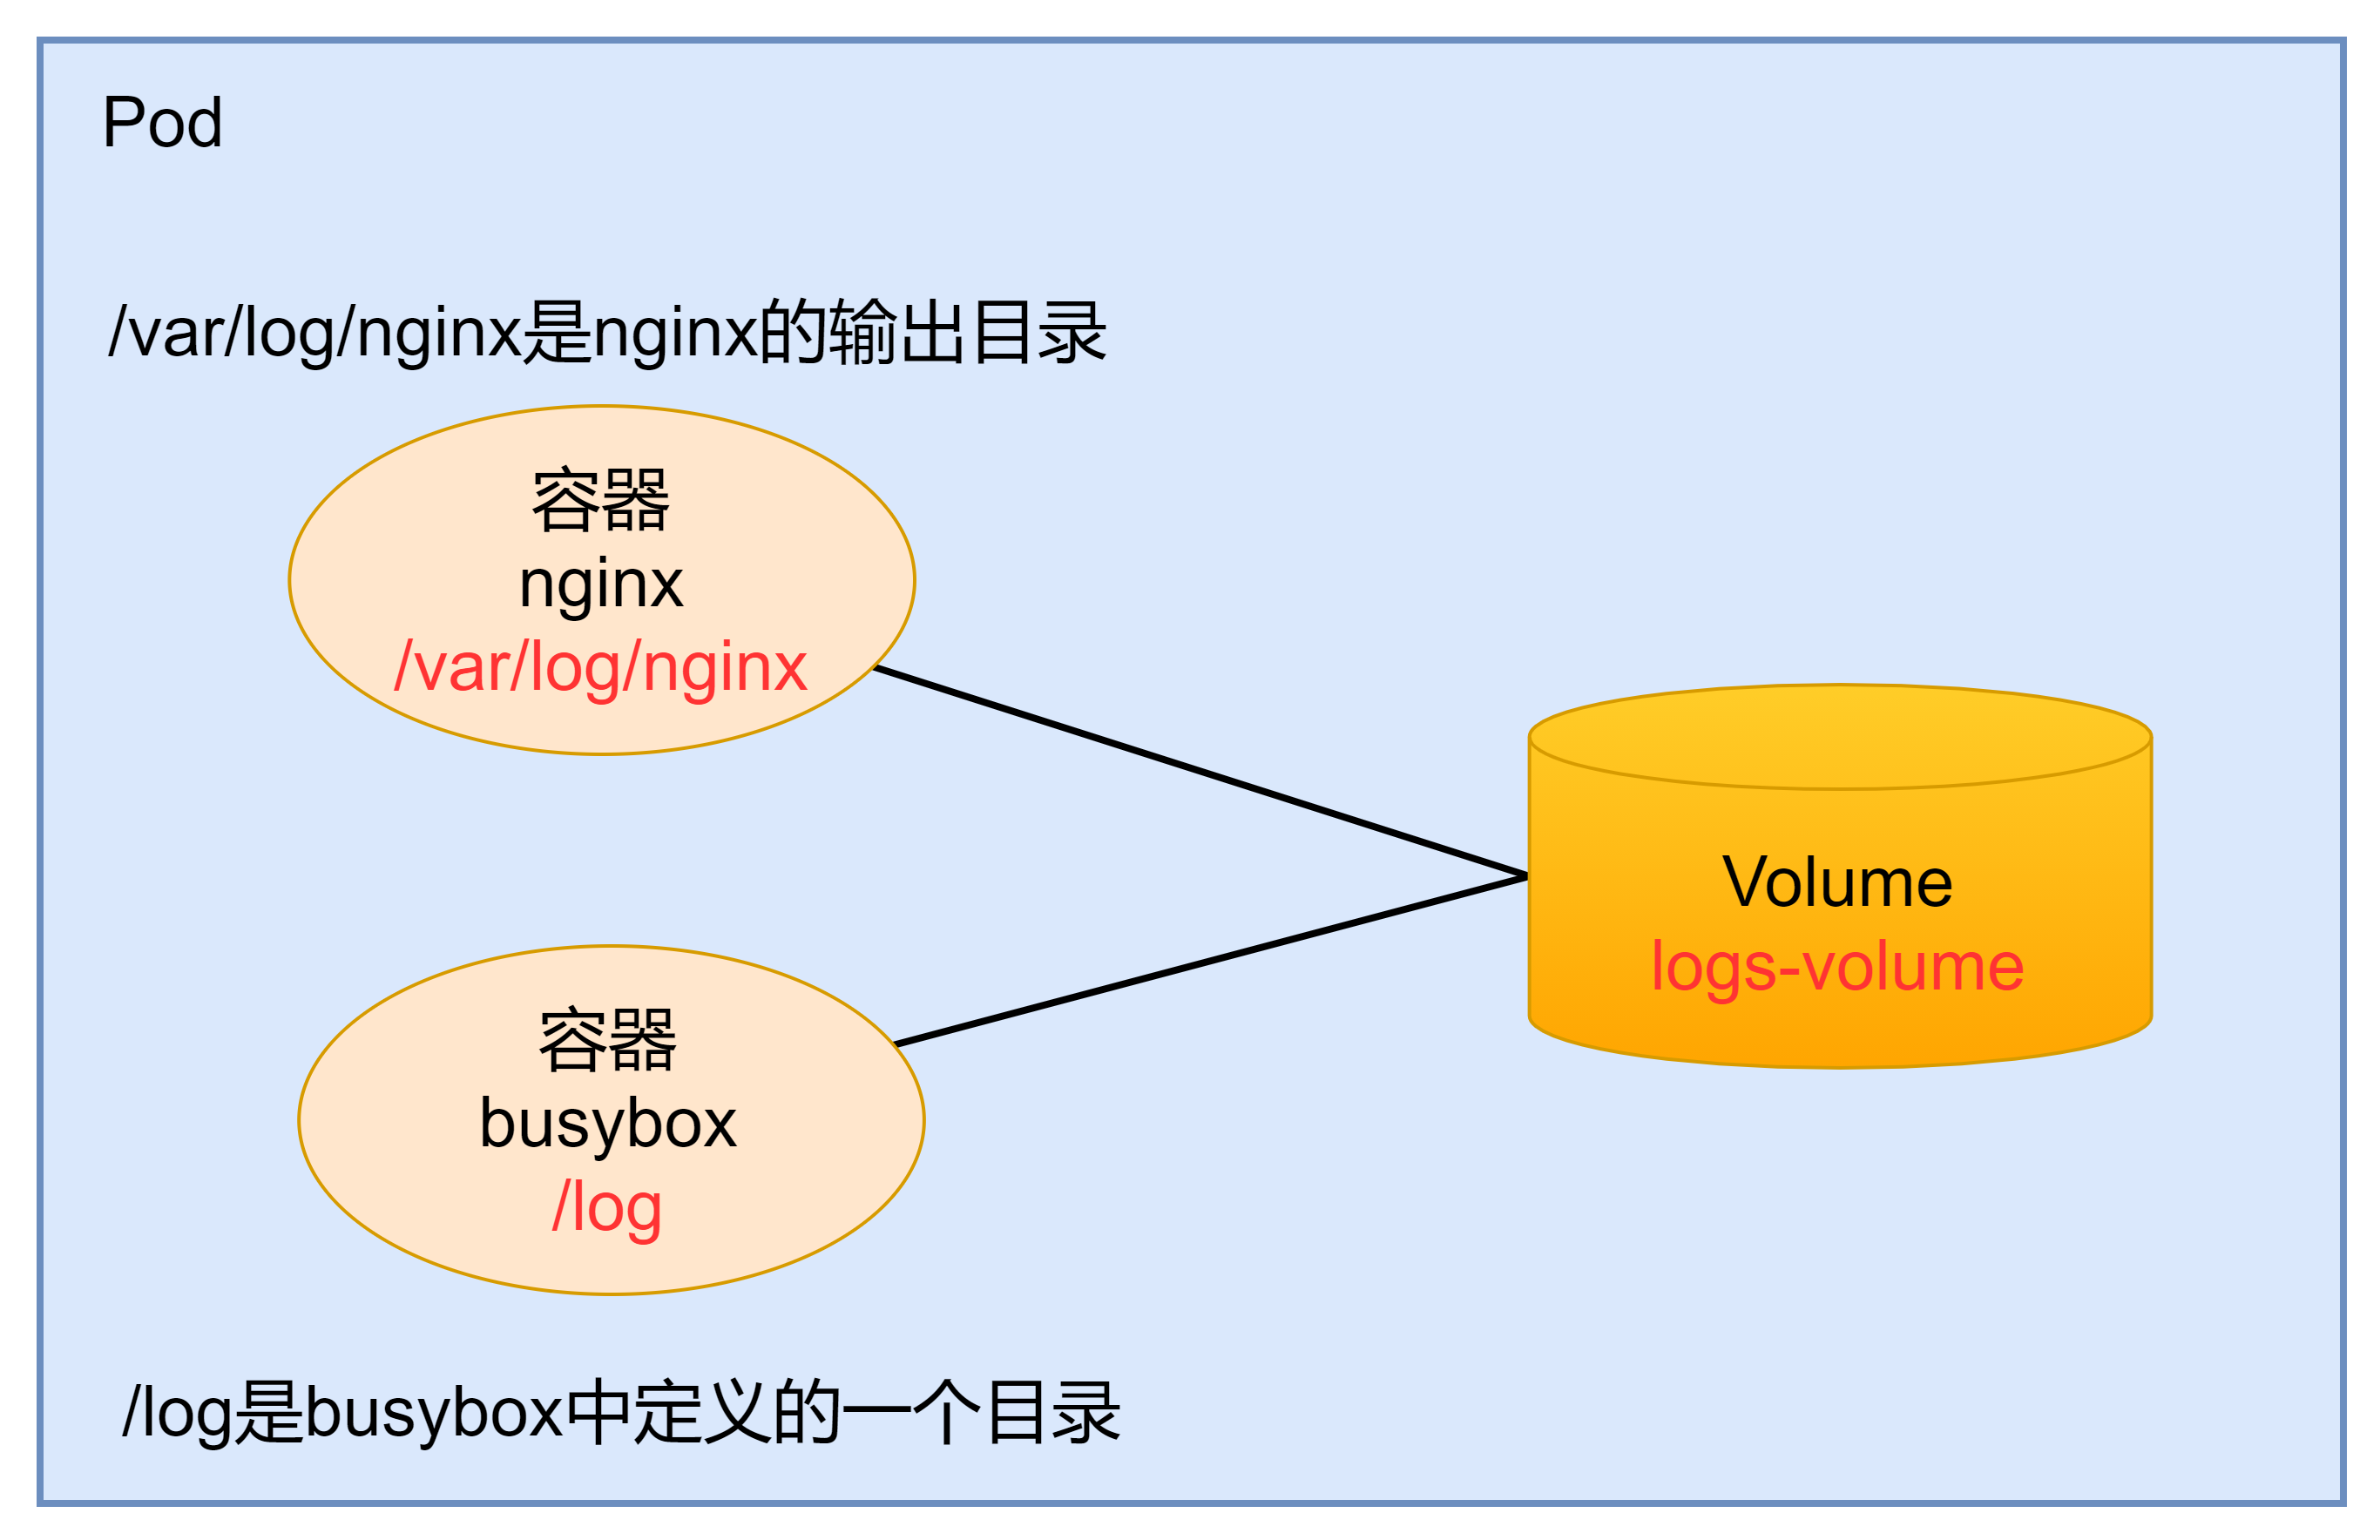 Pod
/var/log/nginx是nginx的输出目录
容器
nginx
/var/log/nginx
Volume
logs-volume
容器
busybox
/log
/log是busybox中定义的一个目录